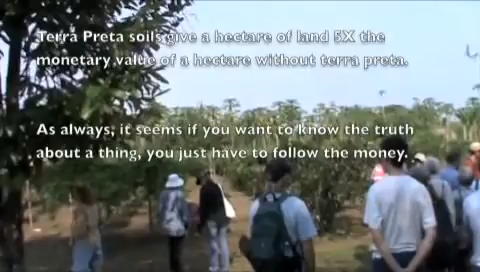 Terra Preta soils give a hectare of land 5X the
monetary value of a hectare without terra preta.
As always, it seems if you want to know the truth
about a thing, you just have to follow the money.